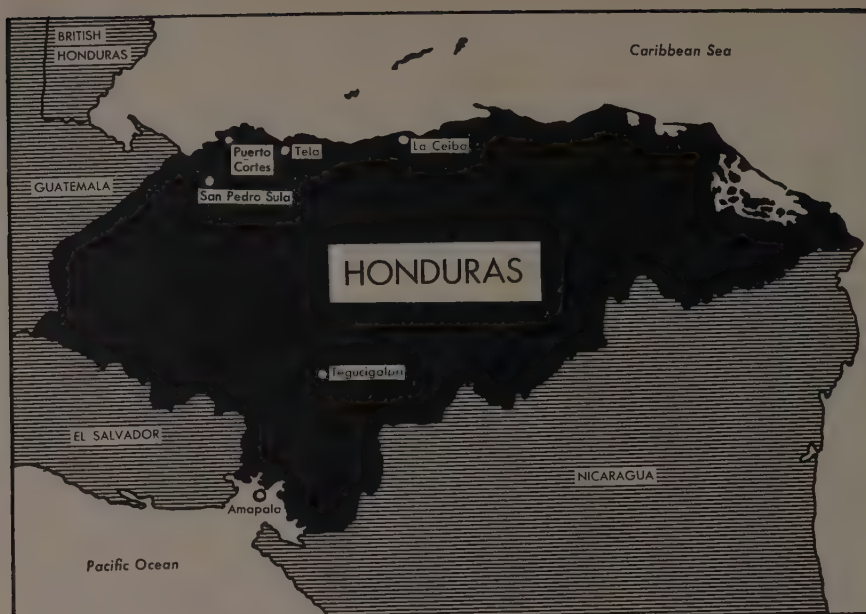 BRITISH
HONDURAS
Caribbean Sea
Puerto
Cortes
Tela
La Ceiba
GUATEMALA
San Pedro Sula
HONDURAS
Tegucigalpa
EL SALVADOR
NICARAGUA
Amapala
Pacific Ocean